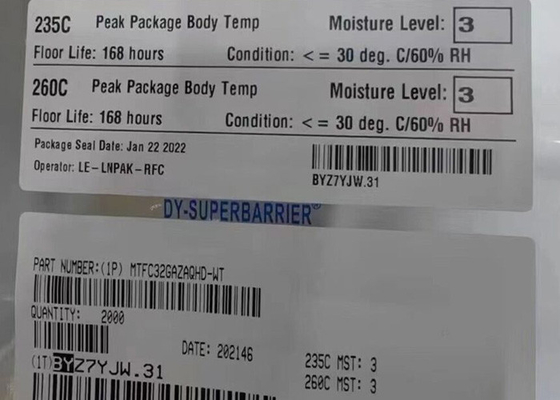 235C Peak Package Body Temp Moisture Level: 3
Floor Life: 168 hours Condition: < = 30 deg. C/60% RH
260C Peak Package Body Temp Moisture Level: 3
Floor Life: 168 hours Condition: < = 30 deg. C/60% RH
Package Seal Date: Jan 22 2022
Operator: LE-LNPAK-RFC
BYZ7YJW.31
DY-SUPERBARRIER®
PART NUMBER:(1P) MTFC32GAZAQHD-WT
QUANTITY: 2000
DATE: 202146
235C MST: 3
(1T)BYZ7YJW.31
260C MST: 3